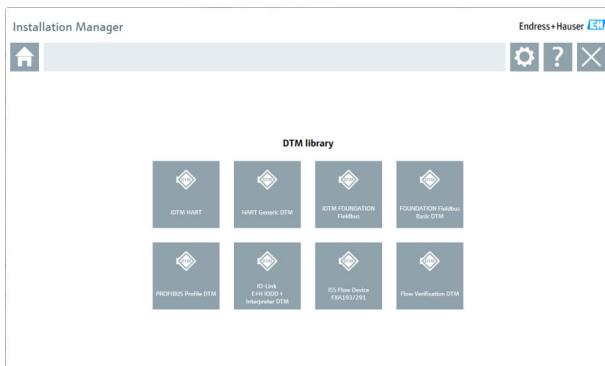 Installation Manager
Endress+Hauser EH
?
DTM library
iDTM HART
HART Generic DTM
iDTM FOUNDATION
Fieldbus
FOUNDATION Fieldbus
Basic DTM
PROFIBUS Profile DTM
IO-Link
E+H IODD +
Interpreter DTM
ISS Flow Device
FXA193/291
Flow Verification DTM